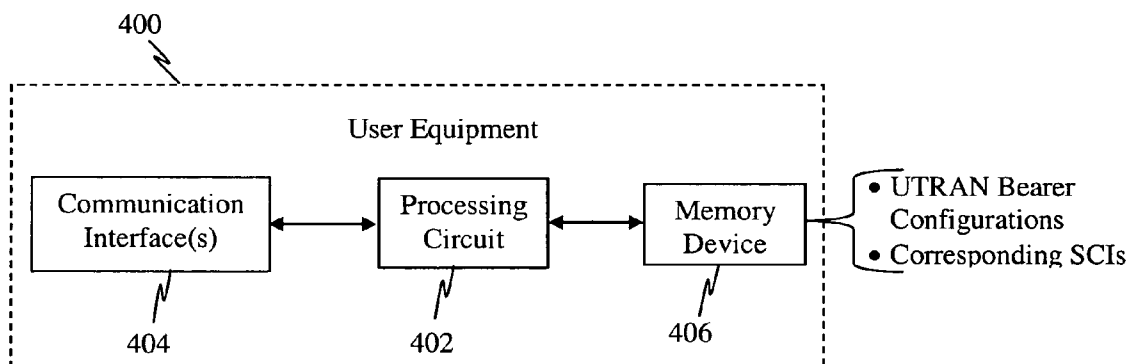 400
User Equipment
Communication
Interface(s)
Processing
Circuit
Memory
Device
• UTRAN Bearer
Configurations
• Corresponding SCIs
404
402
406